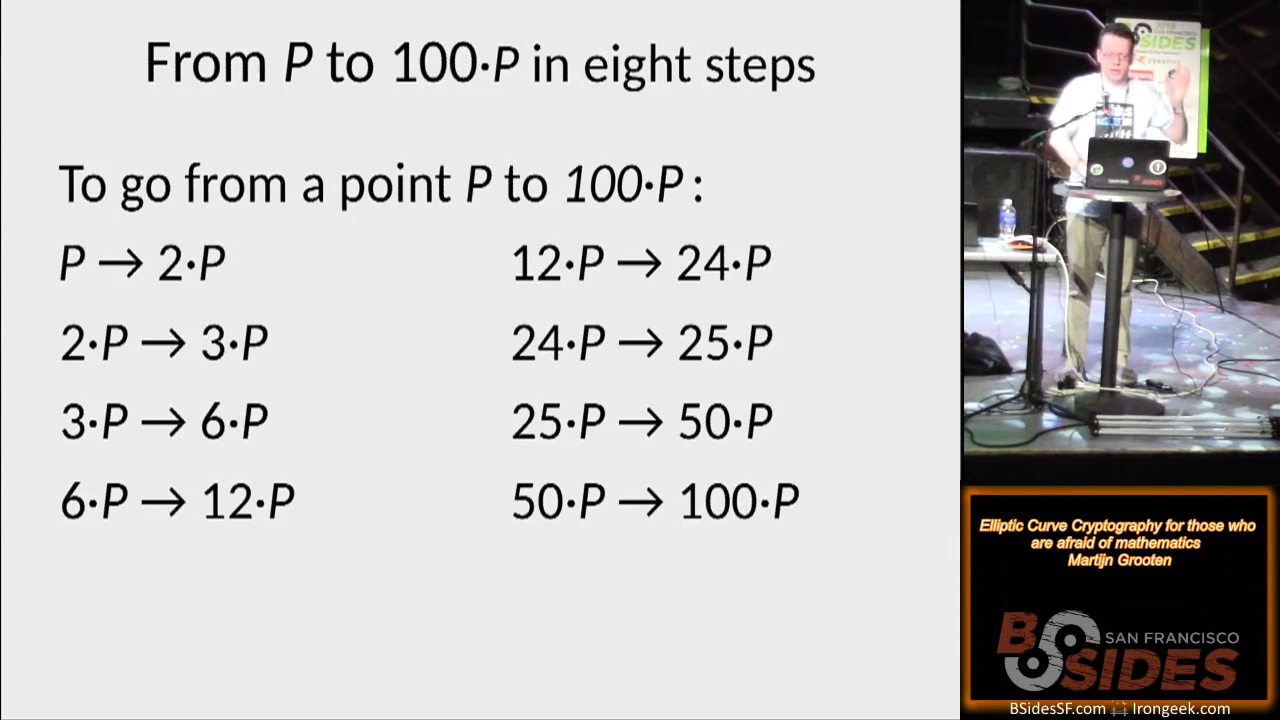 From P to 100·P in eight steps
To go from a point P to 100·P :
P → 2·P
2·P → 3·P
3·P → 6·P
6·P → 12·P
12·P → 24·P
24·P → 25·P
25·P → 50·P
50·P → 100·P
SIDES
Elliptic Curve Cryptography for those who
are afraid of mathematics
Martijn Grooten
BSIDES SAN FRANCISCO
BSidesSF.com Irongeek.com